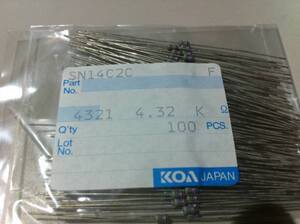 SN14C2C F
Part
No.
4321 4.32 K Ω
Q'ty 100 PCS.
Lot
No.
KOA JAPAN